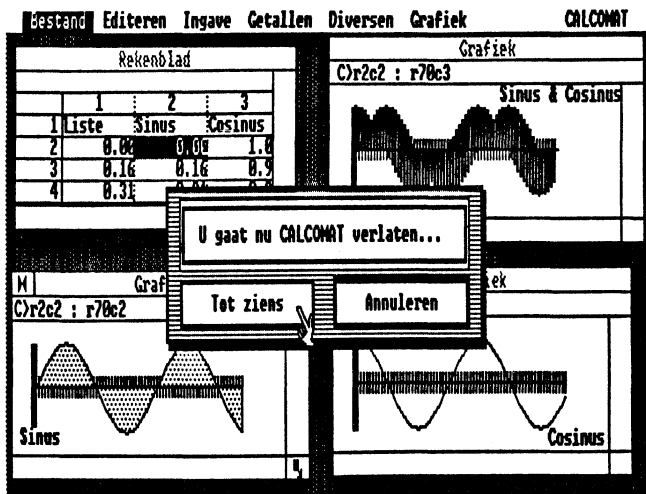 Bestand Editeren Ingave Getallen Diversen Grafiek CALCOMAT
Rekenblad
1 2 3
1 Liste Sinus Cosinus
2 0.00 0.00 1.0
3 0.16 0.16 0.9
4 0.31
Grafiek
C)r2c2 : r70c3
Sinus & Cosinus
U gaat nu CALCOMAT verlaten...
Tot ziens Annuleren
Graf
C)r2c2 : r70c2
Sinus
ek
Cosinus